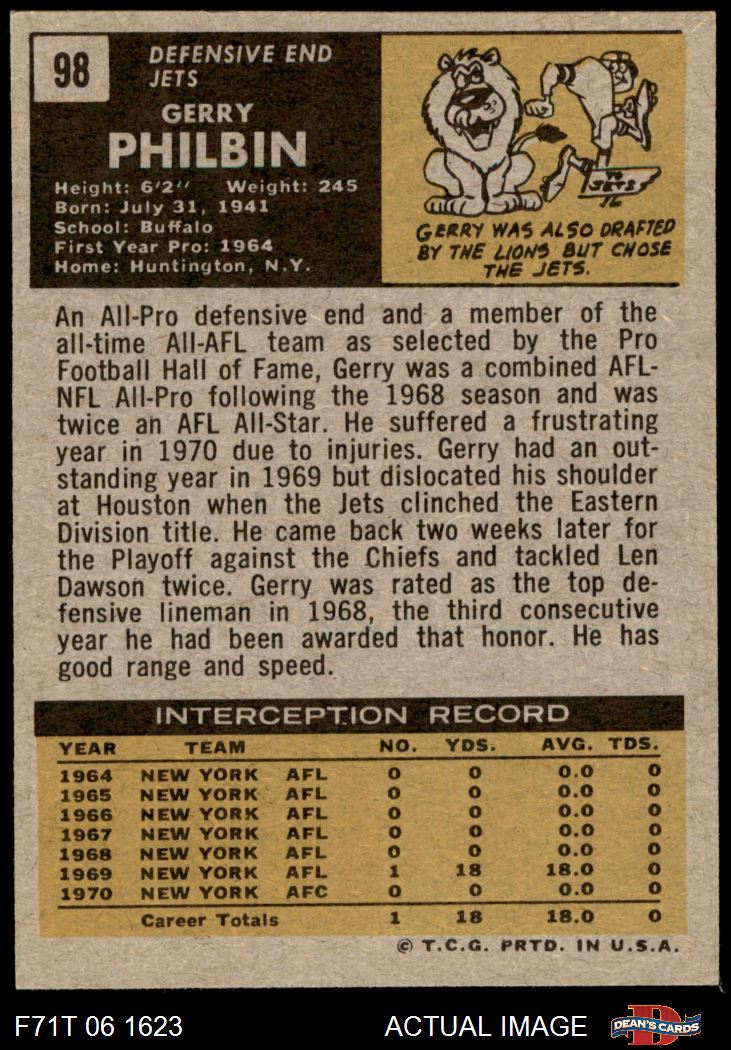 98
DEFENSIVE END
JETS
GERRY
PHILBIN
Height: 6'2" Weight: 245
Born: July 31, 1941
School: Buffalo
First Year Pro: 1964
Home: Huntington, N.Y.
TO
JETS
GERRY WAS ALSO DRAFTED
BY THE LIONS BUT CHOSE
THE JETS.
An All-Pro defensive end and a member of the
all-time All-AFL team as selected by the Pro
Football Hall of Fame, Gerry was a combined AFL-
NFL All-Pro following the 1968 season and was
twice an AFL All-Star. He suffered a frustrating
year in 1970 due to injuries. Gerry had an out-
standing year in 1969 but dislocated his shoulder
at Houston when the Jets clinched the Eastern
Division title. He came back two weeks later for
the Playoff against the Chiefs and tackled Len
Dawson twice. Gerry was rated as the top de-
fensive lineman in 1968, the third consecutive
year he had been awarded that honor. He has
good range and speed.
INTERCEPTION RECORD
YEAR TEAM NO. YDS. AVG. TDS.
1964 NEW YORK AFL 0 0 0.0 0
1965 NEW YORK AFL 0 0 0.0 0
1966 NEW YORK AFL 0 0 0.0 0
1967 NEW YORK AFL 0 0 0.0 0
1968 NEW YORK AFL 0 0 0.0 0
1969 NEW YORK AFL 1 18 18.0 0
1970 NEW YORK AFC 0 0 0.0 0
Career Totals 1 18 18.0 0
© T.C.G. PRTD. IN U.S.A.
F71T 06 1623 ACTUAL IMAGE
D
DEAN'S CARDS